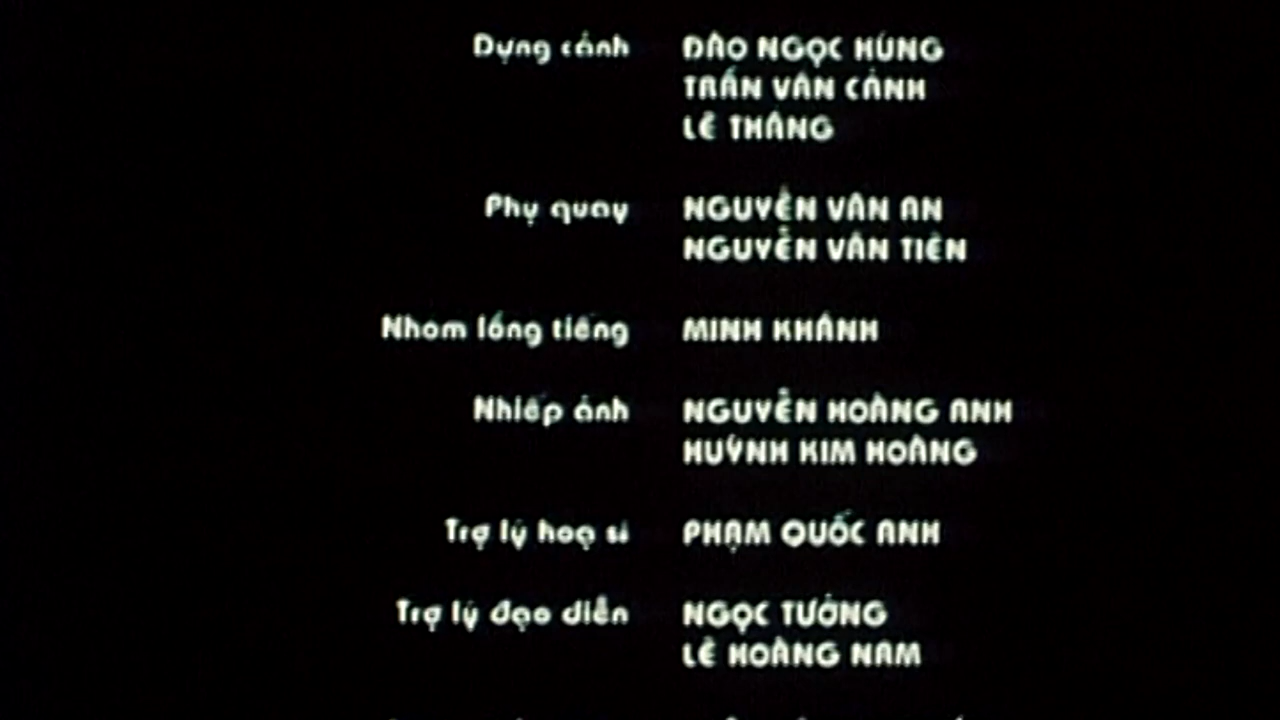 Dựng cảnh ĐÀO NGỌC HÙNG
TRẦN VĂN CẢNH
LÊ THĂNG
Phụ quay NGUYỄN VĂN AN
NGUYỄN VĂN TIẾN
Nhóm lồng tiếng MINH KHÁNH
Nhiếp ảnh NGUYỄN HOÀNG ANH
HUỲNH KIM HOÀNG
Trợ lý hoạ sĩ PHẠM QUỐC ANH
Trợ lý đạo diễn NGỌC TƯỞNG
LÊ HOÀNG NAM